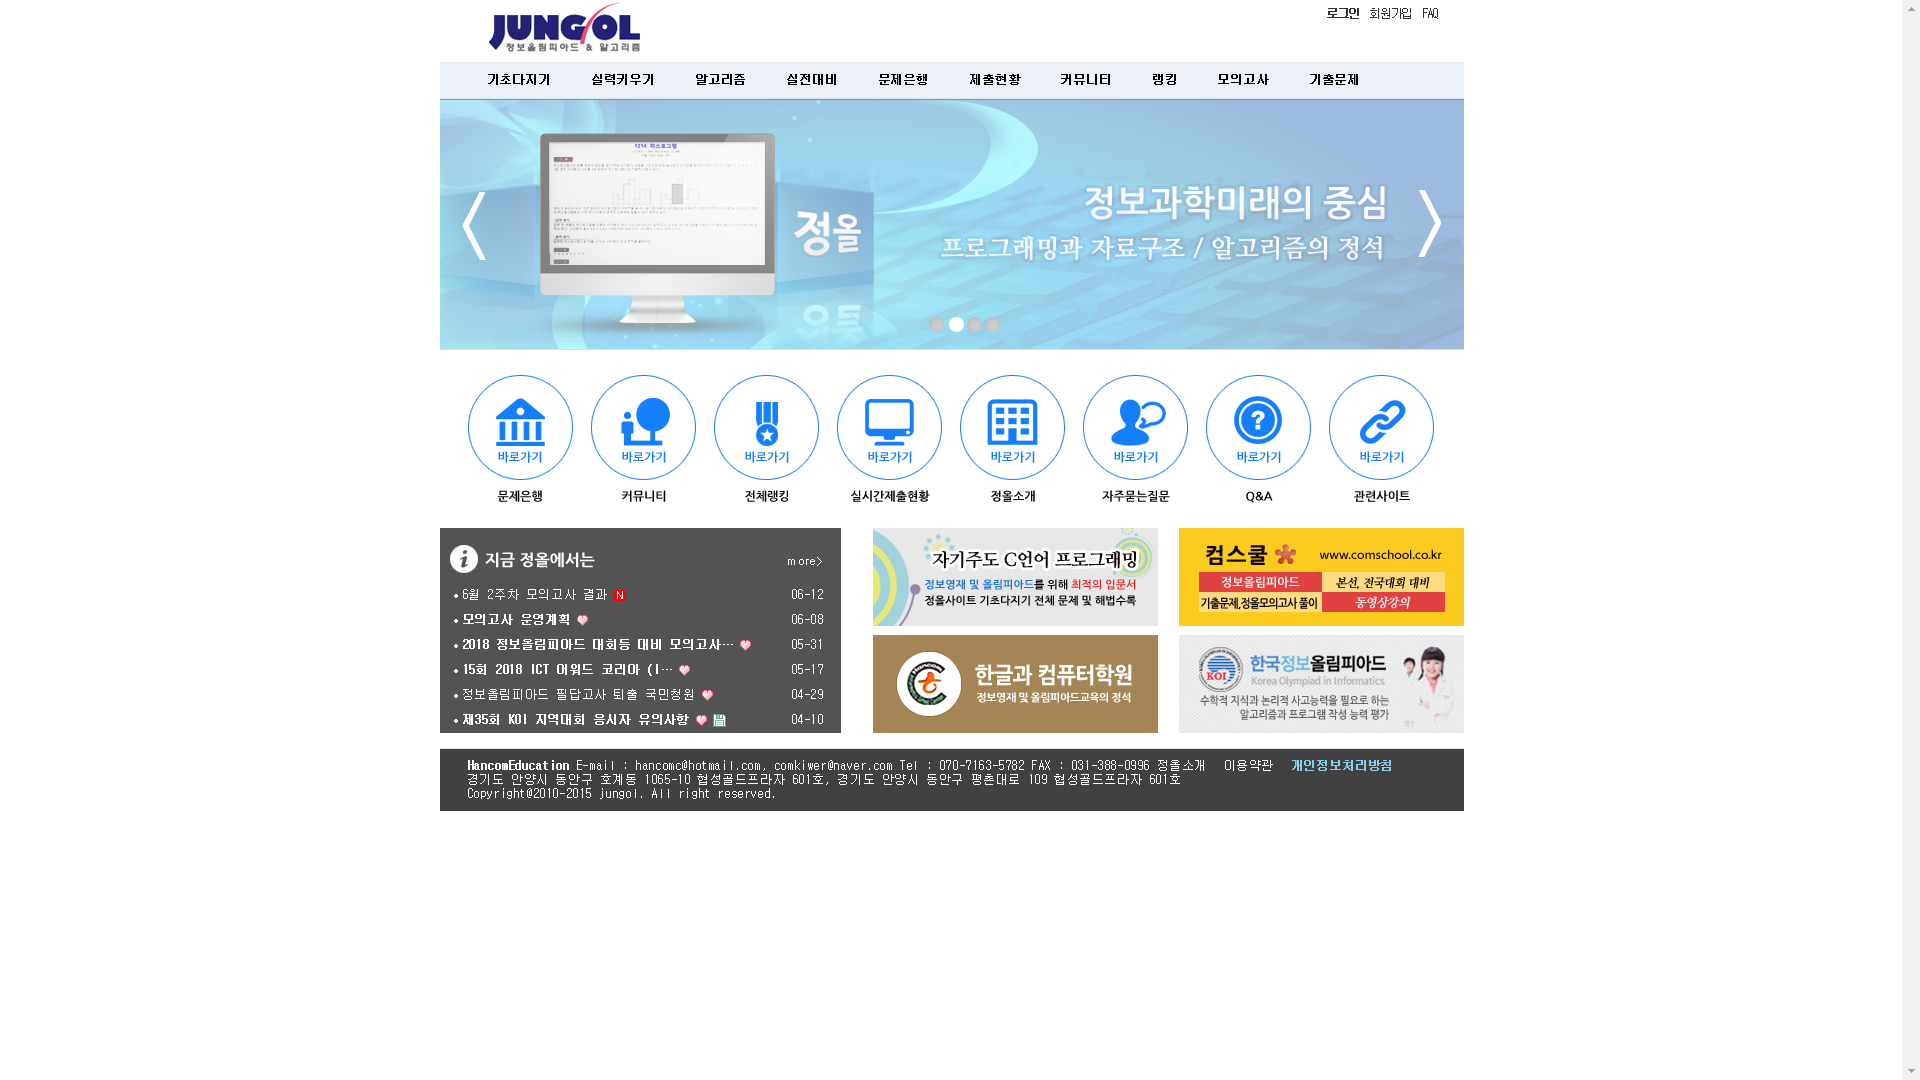 JUNGOL
정보올림피아드 & 알고리즘
로그인 회원가입 FAQ
기초다지기 실력키우기 알고리즘 실전대비 문제은행 제출현황 커뮤니티 랭킹 모의고사 기출문제
정올
정보과학미래의 중심
프로그래밍과 자료구조 / 알고리즘의 정석
바로가기 바로가기 바로가기 바로가기 바로가기 바로가기 바로가기 바로가기
문제은행 커뮤니티 전체랭킹 실시간제출현황 정올소개 자주묻는질문 Q&A 관련사이트
지금 정올에서는
more>
6월 2주차 모의고사 결과 N 06-12
모의고사 운영계획 06-08
2018 정보올림피아드 대회등 대비 모의고사… 05-31
15회 2018 ICT 어워드 코리아 (I… 05-17
정보올림피아드 필답고사 퇴출 국민청원 04-29
제35회 KOI 지역대회 응시자 유의사항 04-10
자기주도 C언어 프로그래밍
정보영재 및 올림피아드를 위해 최적의 입문서
정올사이트 기초다지기 전체 문제 및 해법수록
컴스쿨 www.comschool.co.kr
정보올림피아드 본선, 전국대회 대비
기출문제,정올모의고사 풀이 동영상강의
한글과 컴퓨터학원
정보영재 및 올림피아드교육의 정석
KOI
한국정보올림피아드
Korea Olympiad in Informatics
수학적 지식과 논리적 사고능력을 필요로 하는
알고리즘과 프로그램 작성 능력 평가
HancomEducation E-mail : hancomc@hotmail.com, comkiwer@naver.com Tel : 070-7163-5782 FAX : 031-388-0996 정올소개 이용약관 개인정보처리방침
경기도 안양시 동안구 호계동 1065-10 협성골드프라자 601호, 경기도 안양시 동안구 평촌대로 109 협성골드프라자 601호
Copyright@2010-2015 jungol. All right reserved.